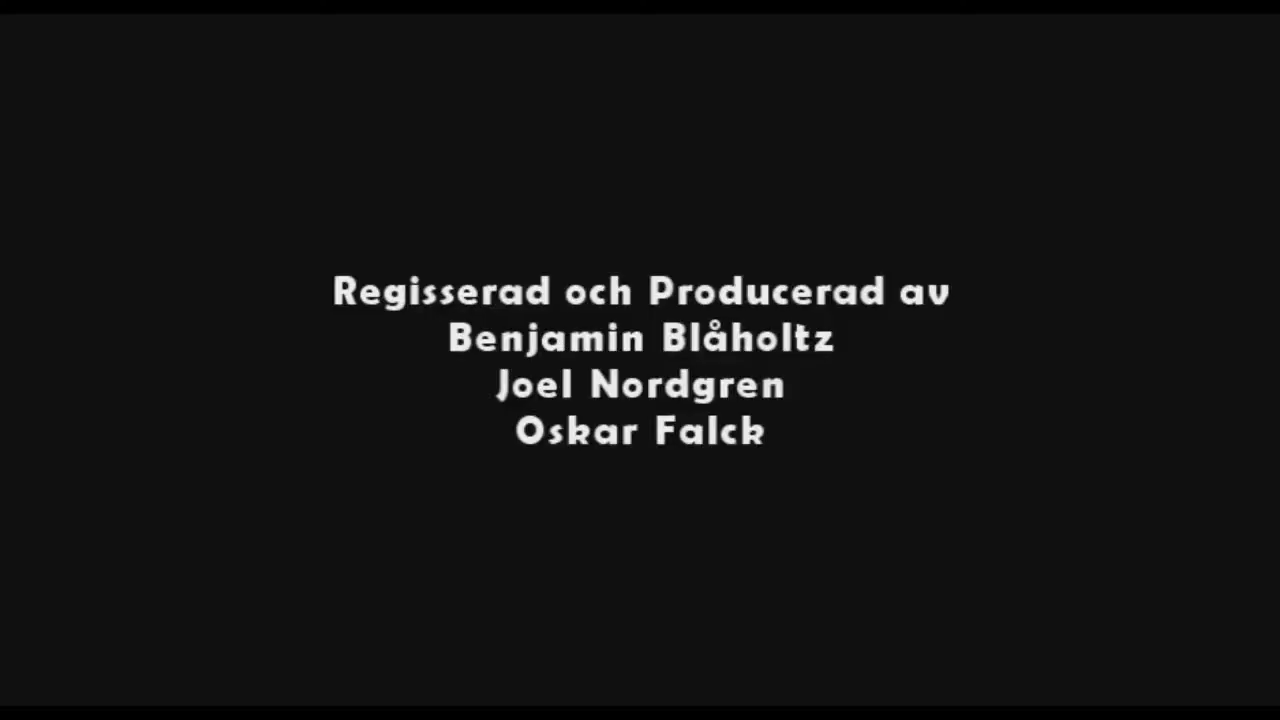 Regisserad och Producerad av
Benjamin Blåholtz
Joel Nordgren
Oskar Falck